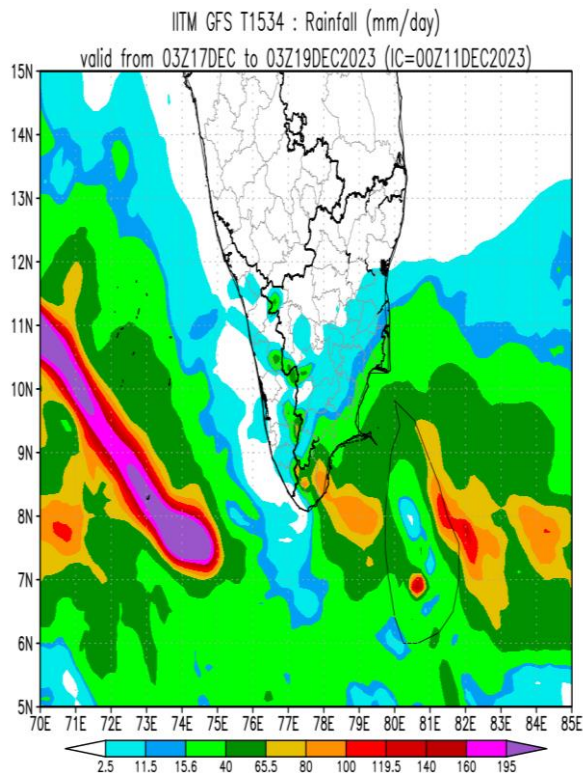 IITM GFS T1534 : Rainfall (mm/day)
valid from 03Z17DEC to 03Z19DEC2023 (IC=00Z11DEC2023)
15N
14N
13N
12N
11N
10N
9N
8N
7N
6N
5N
70E 71E 72E 73E 74E 75E 76E 77E 78E 79E 80E 81E 82E 83E 84E 85E
2.5 11.5 15.6 40 65.5 80 100 119.5 140 160 195